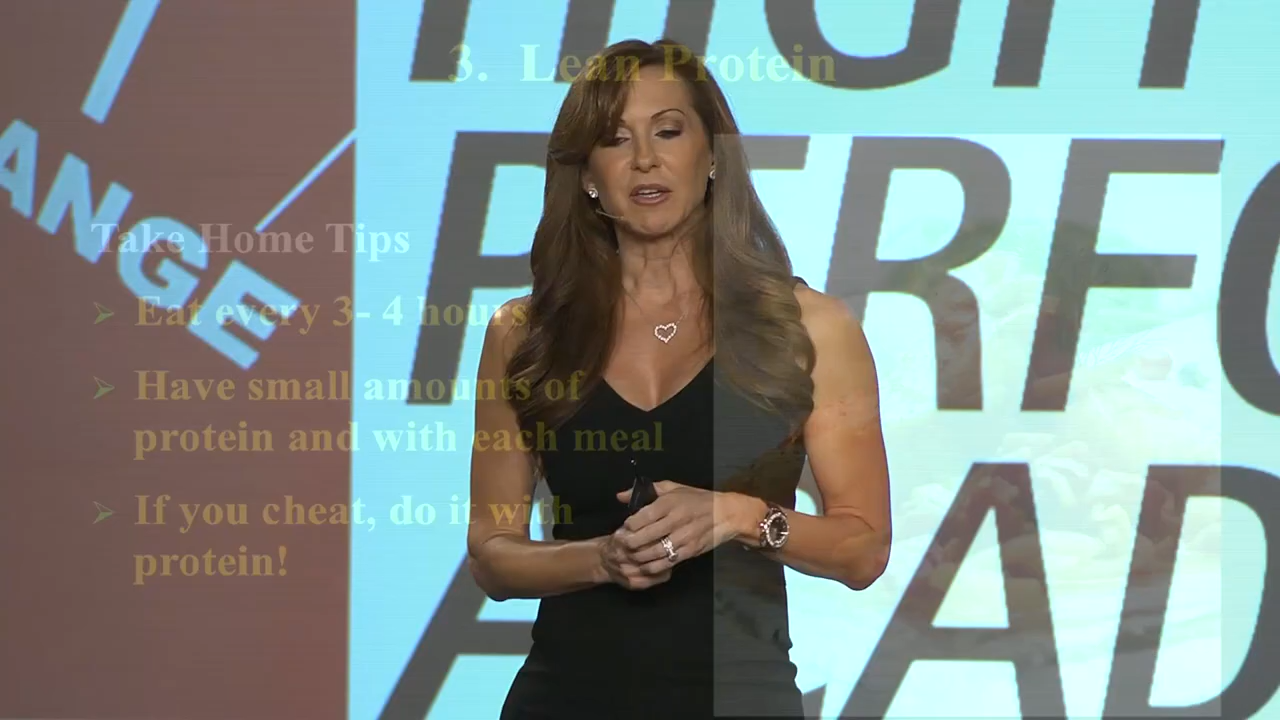 3. Lean Protein
Take Home Tips
➢ Eat every 3- 4 hours
➢ Have small amounts of
protein and with each meal
➢ If you cheat, do it with
protein!
ANGE
HIGH
PERFO